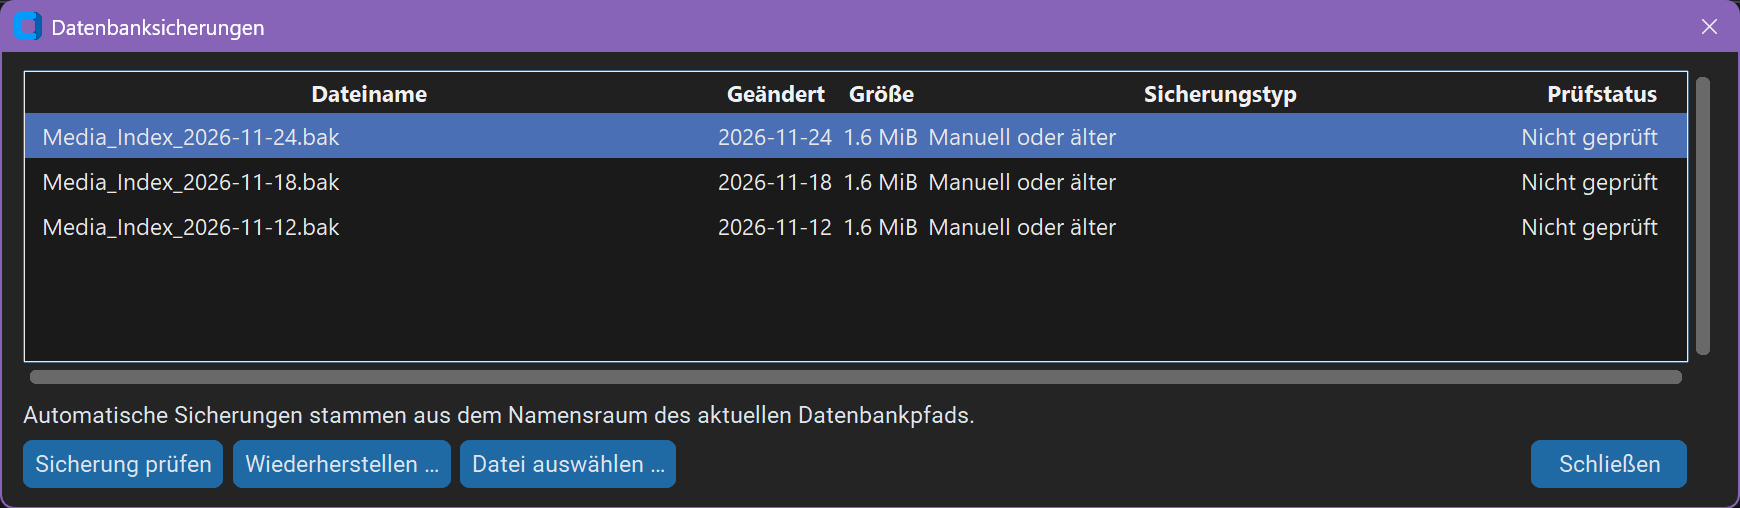 Datenbanksicherungen
Dateiname Geändert Größe Sicherungstyp Prüfstatus
Media_Index_2026-11-24.bak 2026-11-24 1.6 MiB Manuell oder älter Nicht geprüft
Media_Index_2026-11-18.bak 2026-11-18 1.6 MiB Manuell oder älter Nicht geprüft
Media_Index_2026-11-12.bak 2026-11-12 1.6 MiB Manuell oder älter Nicht geprüft
Automatische Sicherungen stammen aus dem Namensraum des aktuellen Datenbankpfads.
Sicherung prüfen Wiederherstellen ... Datei auswählen ... Schließen